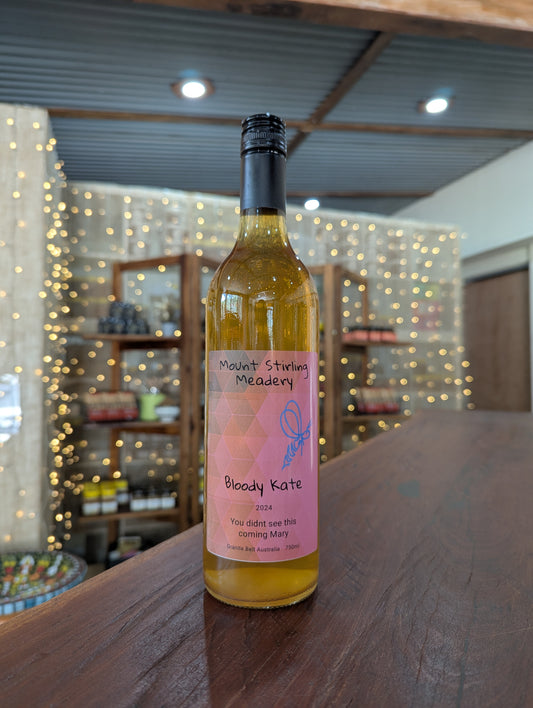 Mount Stirling
Meadery
Bloody Kate
2024
You didnt see this
coming Mary
Granite Belt Australia 750ml